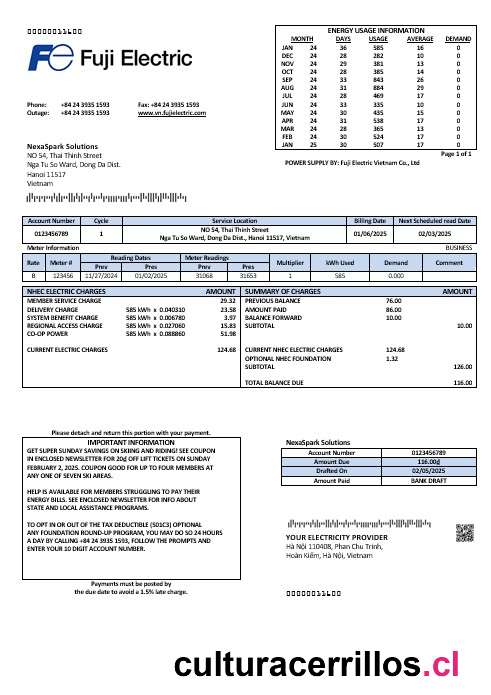 00000011600
Fuji Electric
Phone: +84 24 3935 1593 Fax: +84 24 3935 1593
Outage: +84 24 3935 1593 www.vn.fujielectric.com
NexaSpark Solutions
NO 54, Thai Thinh Street
Nga Tu So Ward, Dong Da Dist.
Hanoi 11517
Vietnam
ENERGY USAGE INFORMATION
MONTH DAYS USAGE AVERAGE DEMAND
JAN 24 36 585 16 0
DEC 24 28 282 10 0
NOV 24 29 381 13 0
OCT 24 28 385 14 0
SEP 24 33 843 26 0
AUG 24 31 884 29 0
JUL 24 28 469 17 0
JUN 24 33 335 10 0
MAY 24 30 435 15 0
APR 24 31 538 17 0
MAR 24 28 365 13 0
FEB 24 30 524 17 0
JAN 25 30 507 17 0
Page 1 of 1
POWER SUPPLY BY: Fuji Electric Vietnam Co., Ltd
Account Number Cycle Service Location Billing Date Next Scheduled read Date
0123456789 1 NO 54, Thai Thinh Street 01/06/2025 02/03/2025
Nga Tu So Ward, Dong Da Dist., Hanoi 11517, Vietnam
Meter Information BUSINESS
Rate Meter # Reading Dates Meter Readings Multiplier kWh Used Demand Comment
Prev Pres Prev Pres
B 123456 11/27/2024 01/02/2025 31068 31653 1 585 0.000
NHEC ELECTRIC CHARGES AMOUNT
MEMBER SERVICE CHARGE 29.32
DELIVERY CHARGE 585 kWh x 0.040310 23.58
SYSTEM BENEFIT CHARGE 585 kWh x 0.006780 3.97
REGIONAL ACCESS CHARGE 585 kWh x 0.027060 15.83
CO-OP POWER 585 kWh x 0.088860 51.98
CURRENT ELECTRIC CHARGES 124.68
SUMMARY OF CHARGES AMOUNT
PREVIOUS BALANCE 76.00
AMOUNT PAID 86.00
BALANCE FORWARD 10.00
SUBTOTAL 10.00
CURRENT NHEC ELECTRIC CHARGES 124.68
OPTIONAL NHEC FOUNDATION 1.32
SUBTOTAL 126.00
TOTAL BALANCE DUE 116.00
Please detach and return this portion with your payment.
IMPORTANT INFORMATION
GET SUPER SUNDAY SAVINGS ON SKIING AND RIDING! SEE COUPON
IN ENCLOSED NEWSLETTER FOR 20₫ OFF LIFT TICKETS ON SUNDAY
FEBRUARY 2, 2025. COUPON GOOD FOR UP TO FOUR MEMBERS AT
ANY ONE OF SEVEN SKI AREAS.
HELP IS AVAILABLE FOR MEMBERS STRUGGLING TO PAY THEIR
ENERGY BILLS. SEE ENCLOSED NEWSLETTER FOR INFO ABOUT
STATE AND LOCAL ASSISTANCE PROGRAMS.
TO OPT IN OR OUT OF THE TAX DEDUCTIBLE (501C3) OPTIONAL
ANY FOUNDATION ROUND-UP PROGRAM, YOU MAY DO SO 24 HOURS
A DAY BY CALLING +84 24 3935 1593, FOLLOW THE PROMPTS AND
ENTER YOUR 10 DIGIT ACCOUNT NUMBER.
Payments must be posted by
the due date to avoid a 1.5% late charge.
NexaSpark Solutions
Account Number 0123456789
Amount Due 116.00₫
Drafted On 02/05/2025
Amount Paid BANK DRAFT
YOUR ELECTRICITY PROVIDER
Hà Nội 110408, Phan Chu Trinh,
Hoàn Kiếm, Hà Nội, Vietnam
00000011600
culturacerrillos.cl